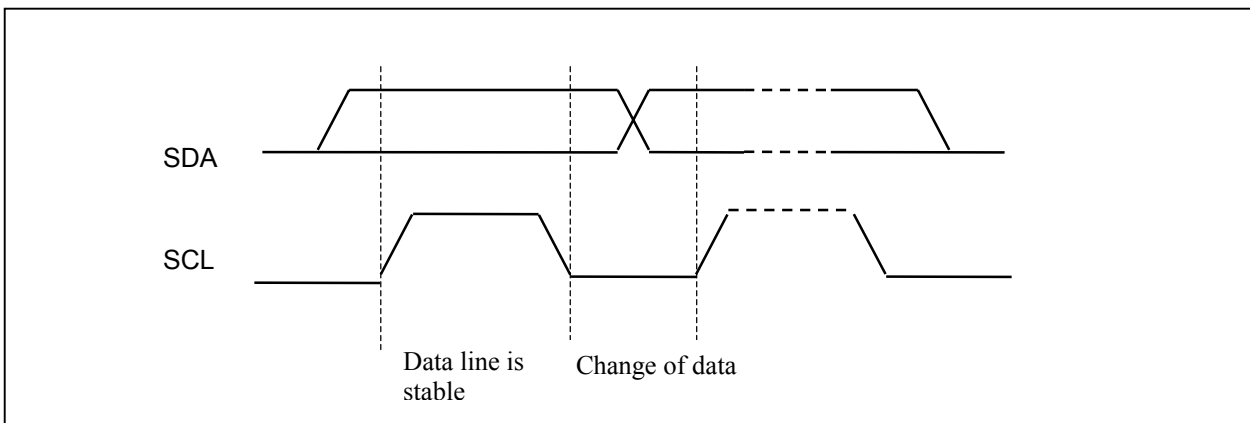 SDA
SCL
Data line is
stable
Change of data